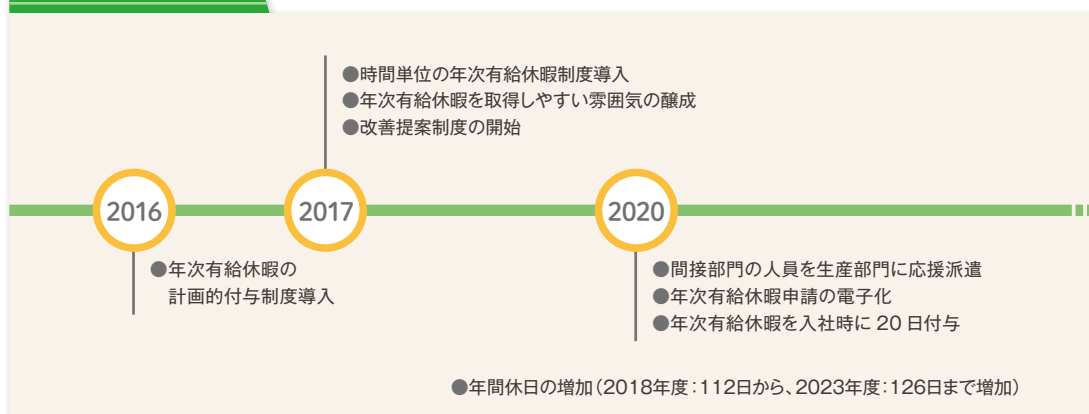 ●時間単位の年次有給休暇制度導入
●年次有給休暇を取得しやすい雰囲気の醸成
●改善提案制度の開始
2016
2017
2020
●年次有給休暇の
計画的付与制度導入
●間接部門の人員を生産部門に応援派遣
●年次有給休暇申請の電子化
●年次有給休暇を入社時に 20 日付与
●年間休日の増加（2018年度：112日から、2023年度：126日まで増加）